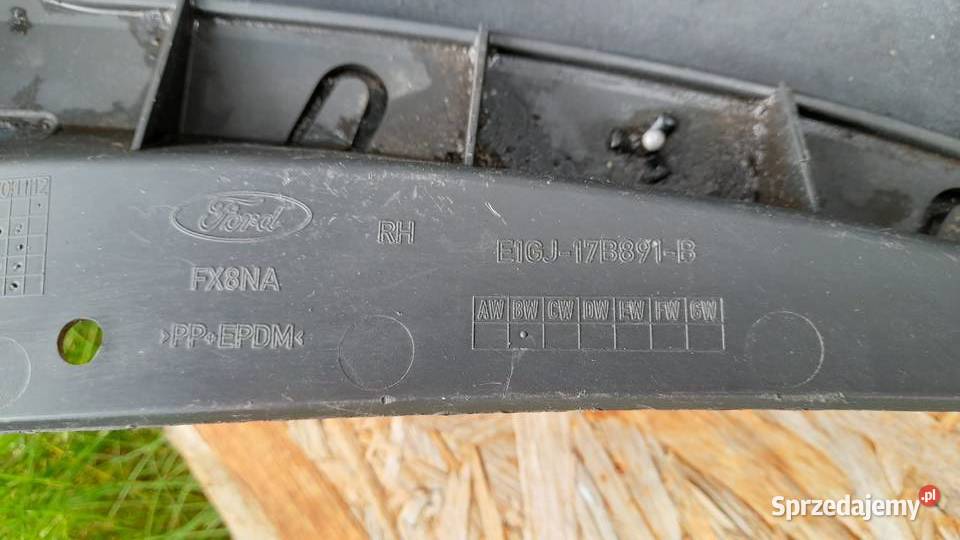 Ford
RH
E1GJ-17B891-B
FX8NA
>PP+EPDM<
AW BW CW DW EW FW GW
Sprzedajemy.pl